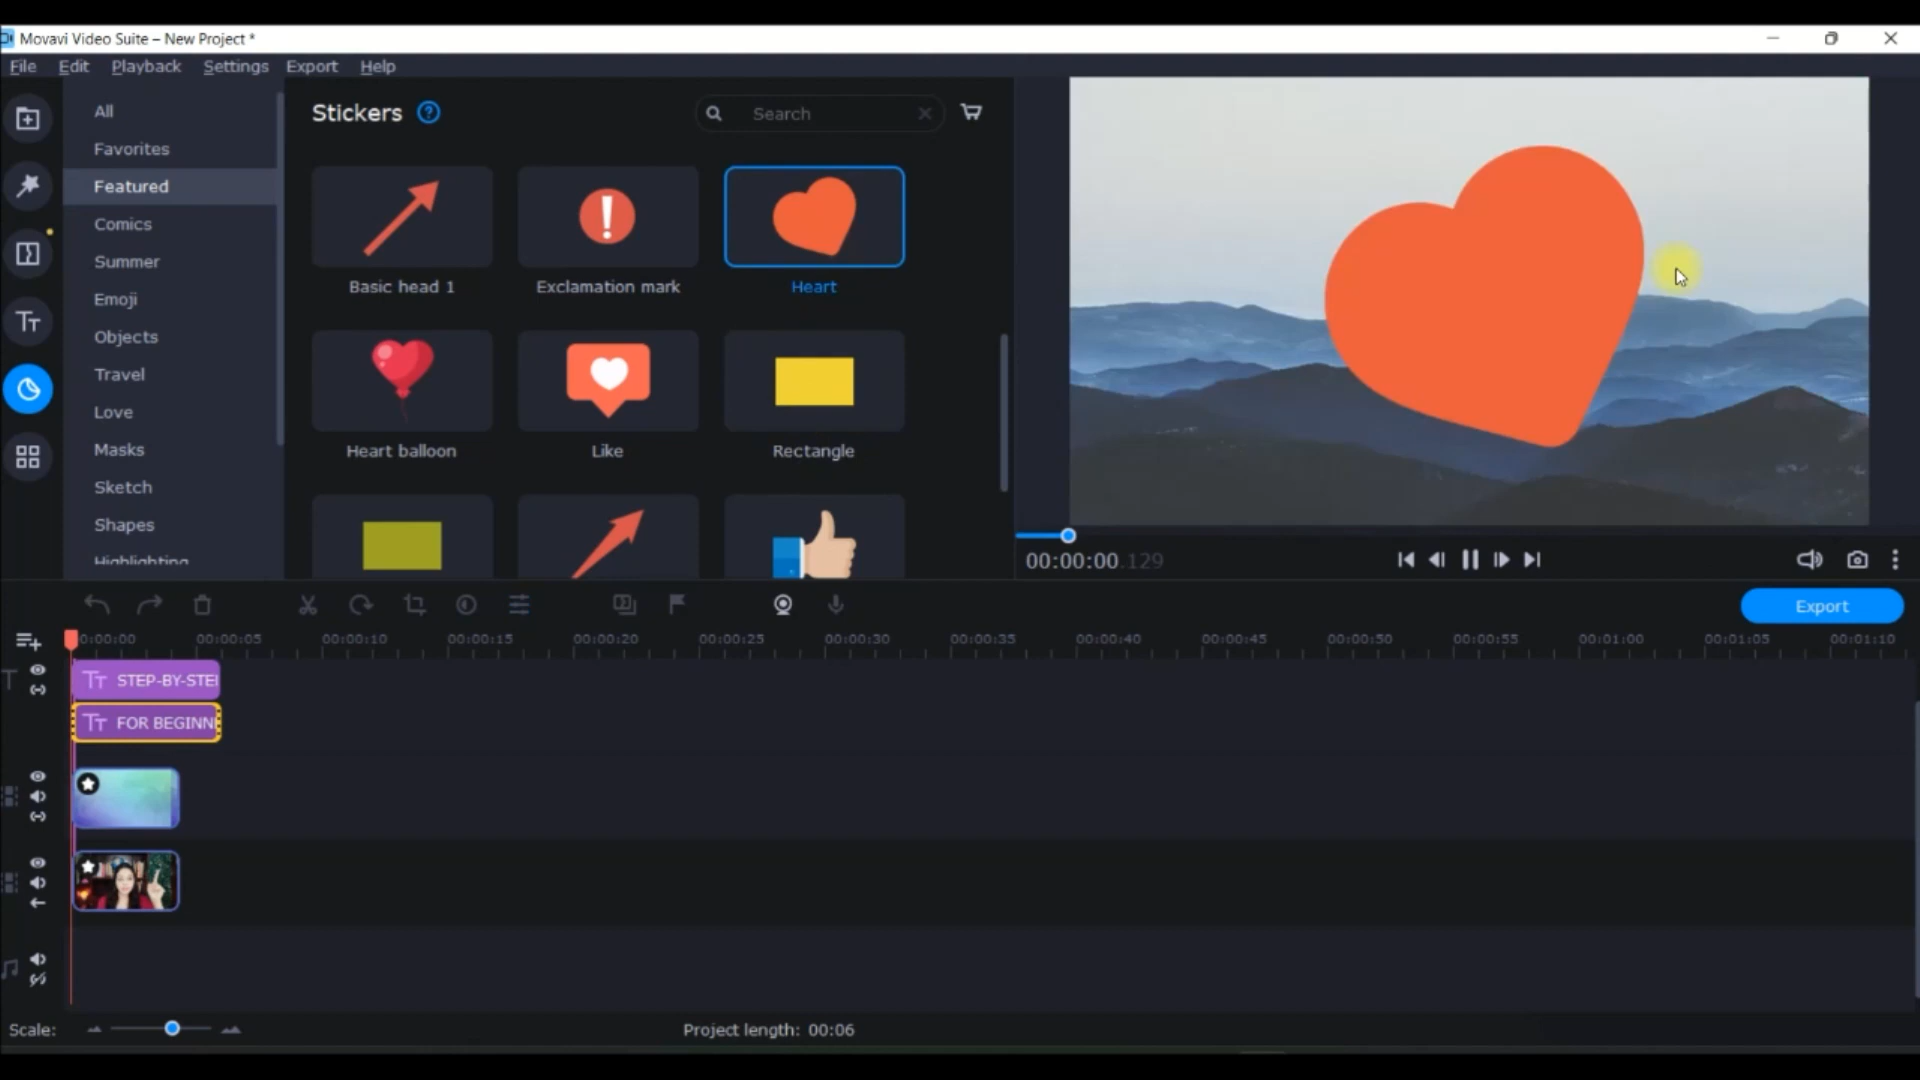 Movavi Video Suite – New Project *
File Edit Playback Settings Export Help
All
Favorites
Featured
Comics
Summer
Emoji
Objects
Travel
Love
Masks
Sketch
Shapes
Highlighting
Stickers ?
Search
Basic head 1
Exclamation mark
Heart
Heart balloon
Like
Rectangle
00:00:00.129
Export
0:00:00 00:00:05 00:00:10 00:00:15 00:00:20 00:00:25 00:00:30 00:00:35 00:00:40 00:00:45 00:00:50 00:00:55 00:01:00 00:01:05 00:01:10
Tт STEP-BY-STE
Tт FOR BEGINN
Scale:
Project length: 00:06